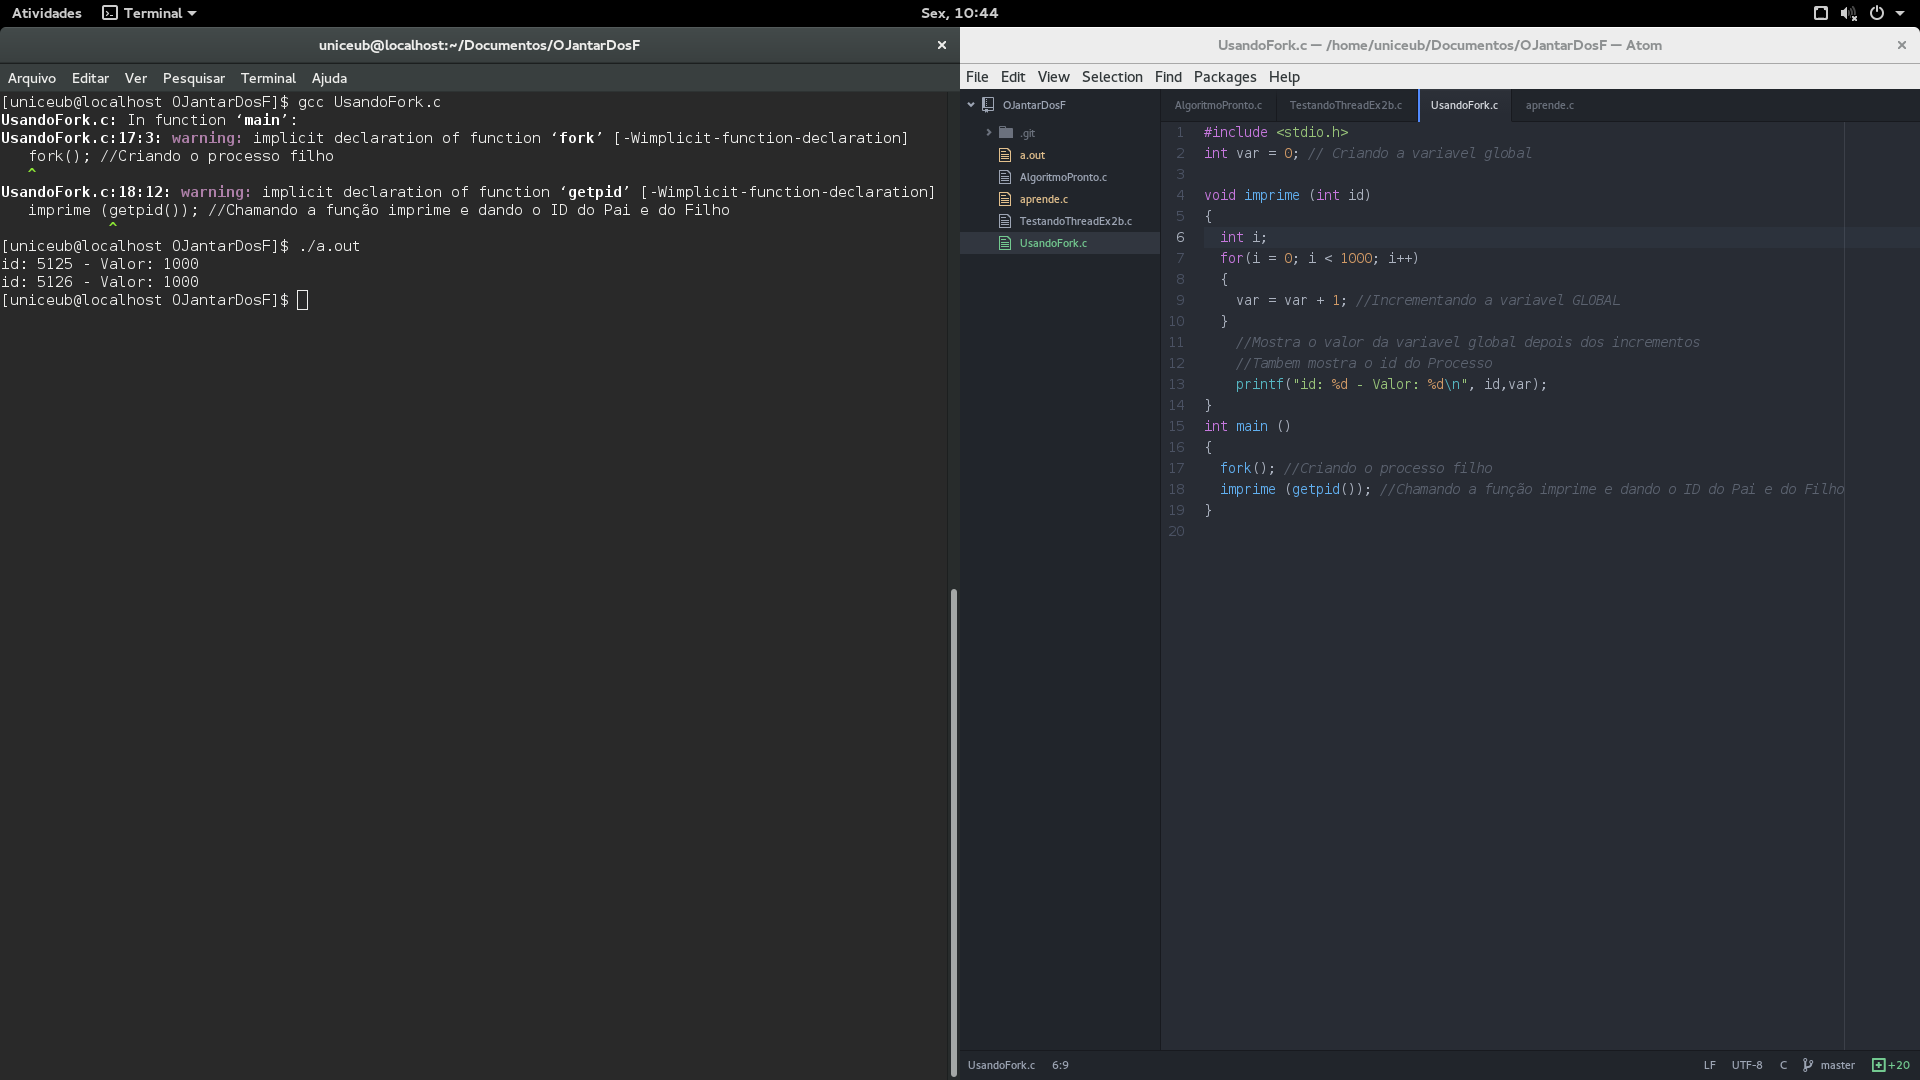 Atividades Terminal Sex, 10:44
uniceub@localhost:~/Documentos/OJantarDosF
Arquivo Editar Ver Pesquisar Terminal Ajuda
[uniceub@localhost OJantarDosF]$ gcc UsandoFork.c
UsandoFork.c: In function ‘main’:
UsandoFork.c:17:3: warning: implicit declaration of function ‘fork’ [-Wimplicit-function-declaration]
   fork(); //Criando o processo filho
   ^
UsandoFork.c:18:12: warning: implicit declaration of function ‘getpid’ [-Wimplicit-function-declaration]
   imprime (getpid()); //Chamando a função imprime e dando o ID do Pai e do Filho
            ^
[uniceub@localhost OJantarDosF]$ ./a.out
id: 5125 - Valor: 1000
id: 5126 - Valor: 1000
[uniceub@localhost OJantarDosF]$
UsandoFork.c — /home/uniceub/Documentos/OJantarDosF — Atom
File Edit View Selection Find Packages Help
OJantarDosF
.git
a.out
AlgoritmoPronto.c
aprende.c
TestandoThreadEx2b.c
UsandoFork.c
AlgoritmoPronto.c TestandoThreadEx2b.c UsandoFork.c aprende.c
1 #include <stdio.h>
2 int var = 0; // Criando a variavel global
3
4 void imprime (int id)
5 {
6   int i;
7   for(i = 0; i < 1000; i++)
8   {
9     var = var + 1; //Incrementando a variavel GLOBAL
10   }
11     //Mostra o valor da variavel global depois dos incrementos
12     //Tambem mostra o id do Processo
13     printf("id: %d - Valor: %d\n", id,var);
14 }
15 int main ()
16 {
17   fork(); //Criando o processo filho
18   imprime (getpid()); //Chamando a função imprime e dando o ID do Pai e do Filho
19 }
20
UsandoFork.c 6:9 LF UTF-8 C master +20